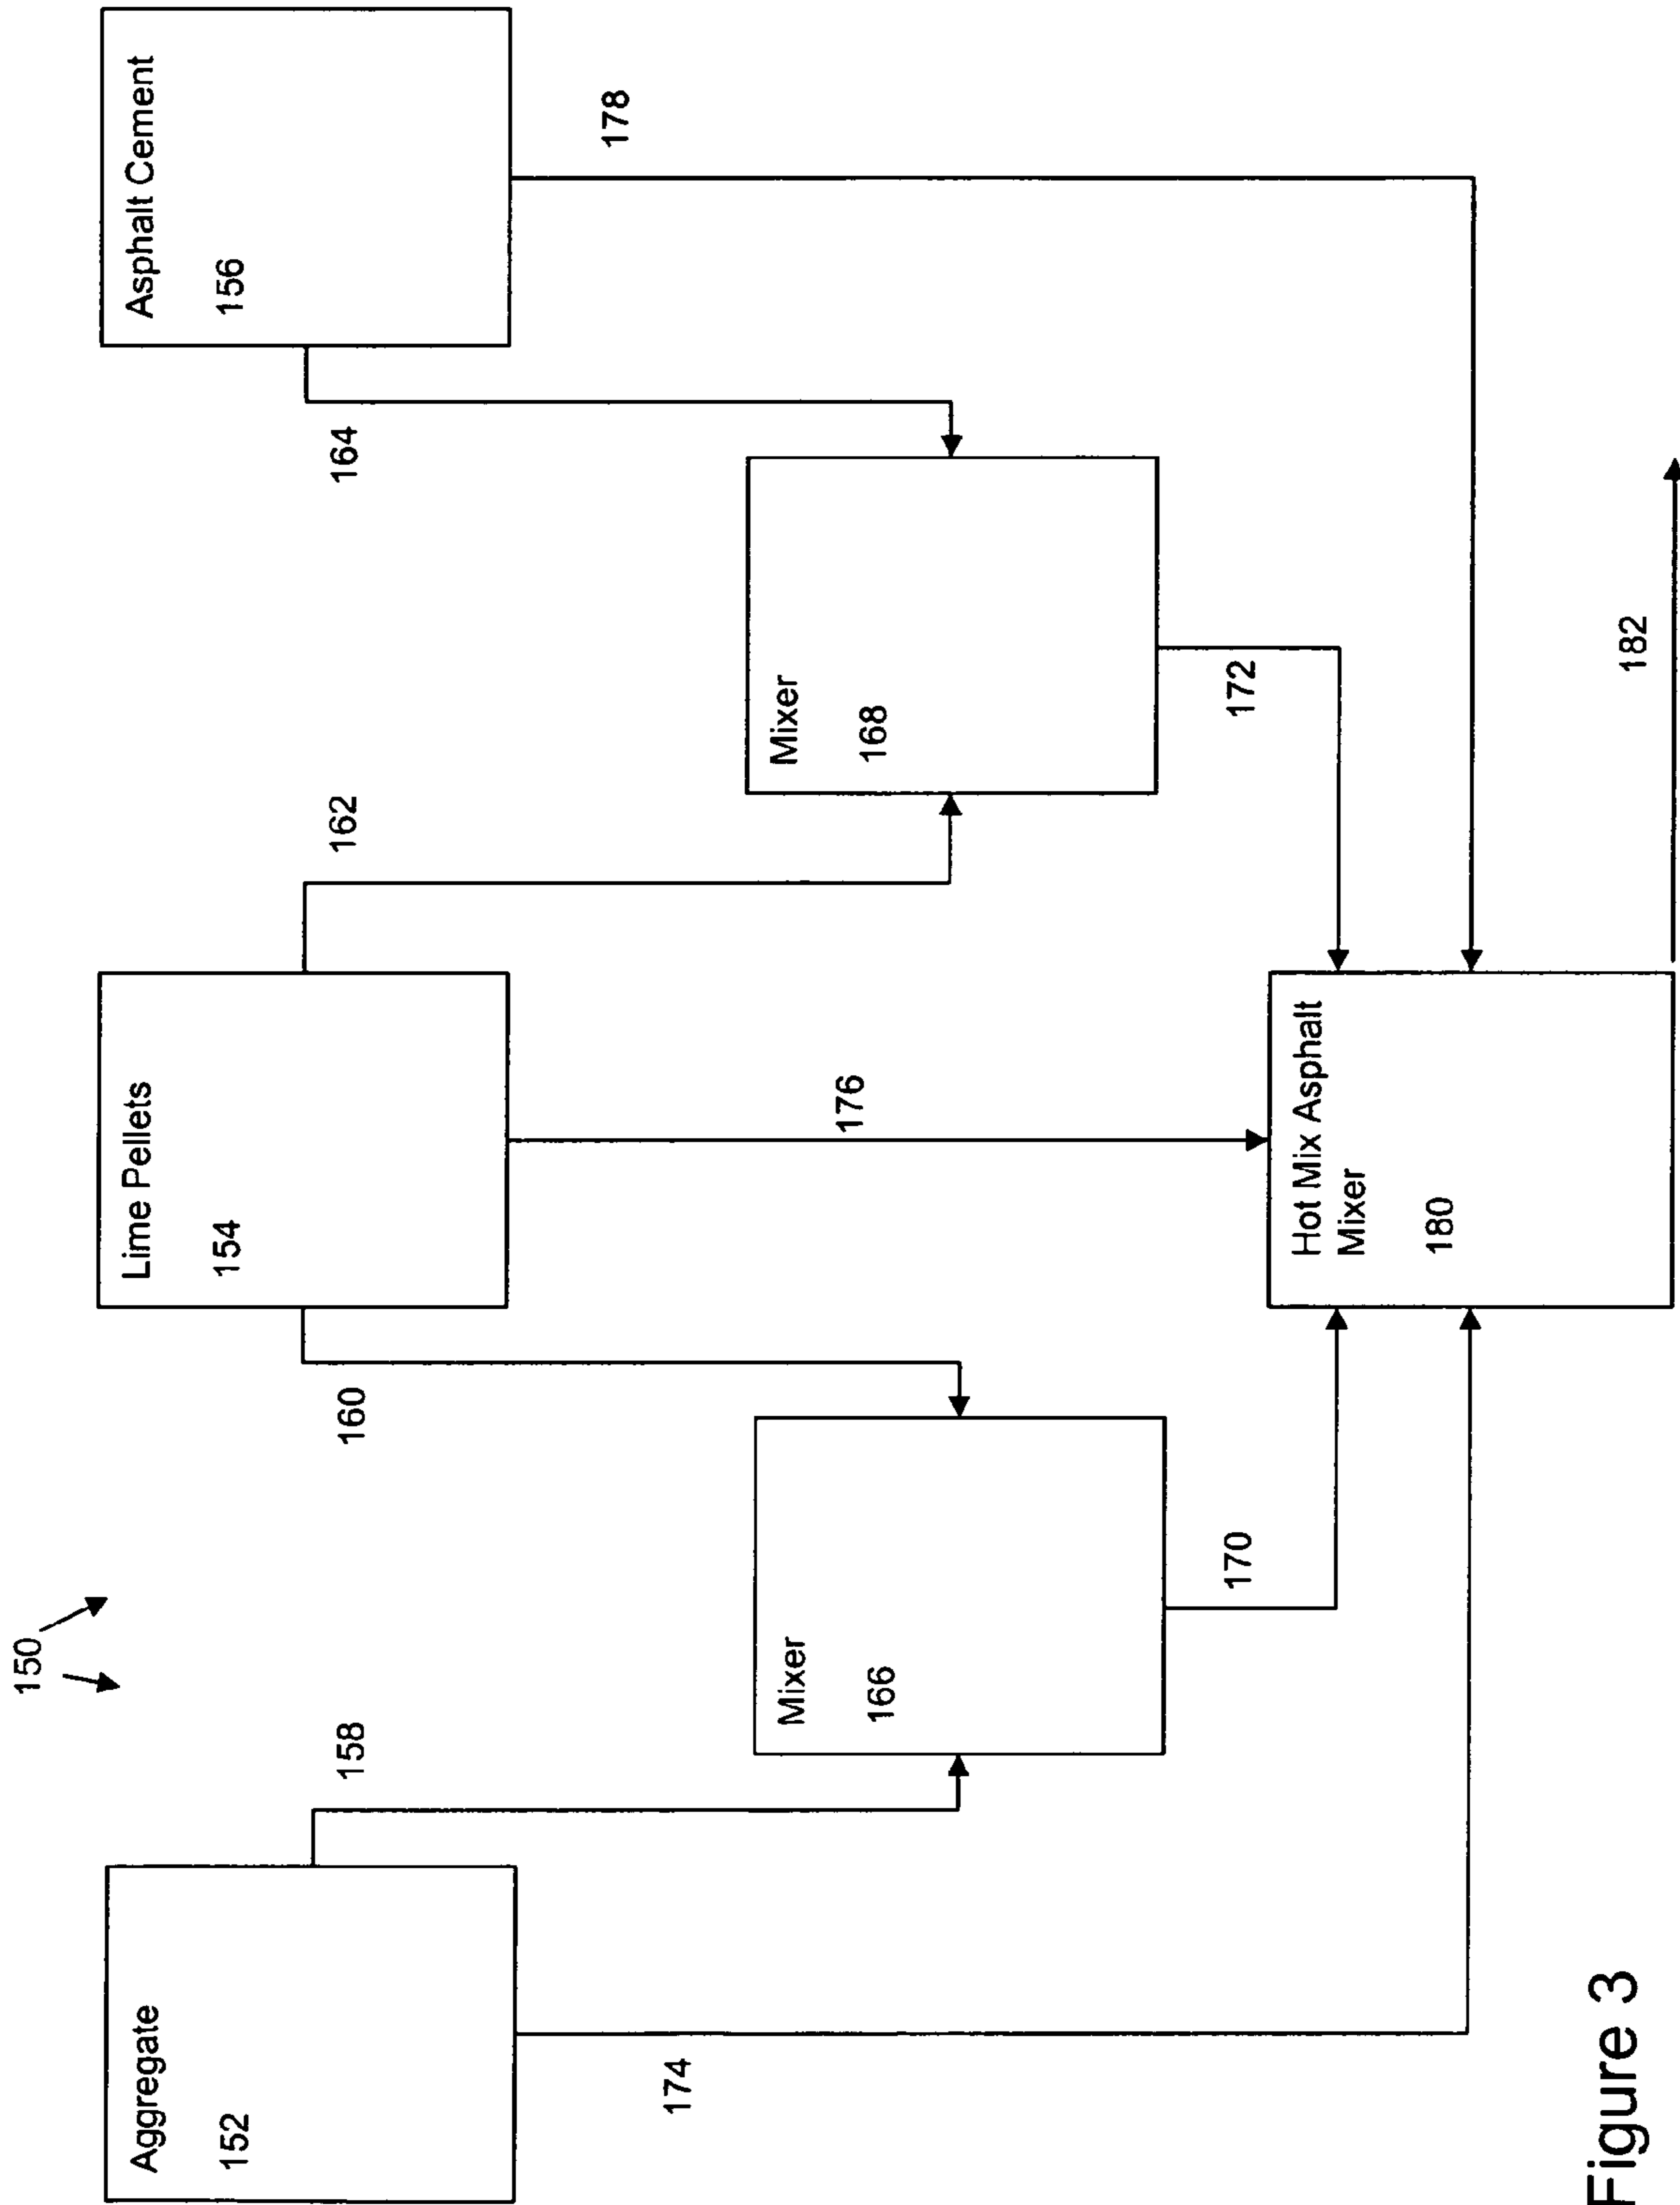 150
Aggregate
152
Lime Pellets
154
Asphalt Cement
156
158
160
162
164
174
Mixer
166
176
Mixer
168
178
170
172
Hot Mix Asphalt
Mixer
180
182
Figure 3